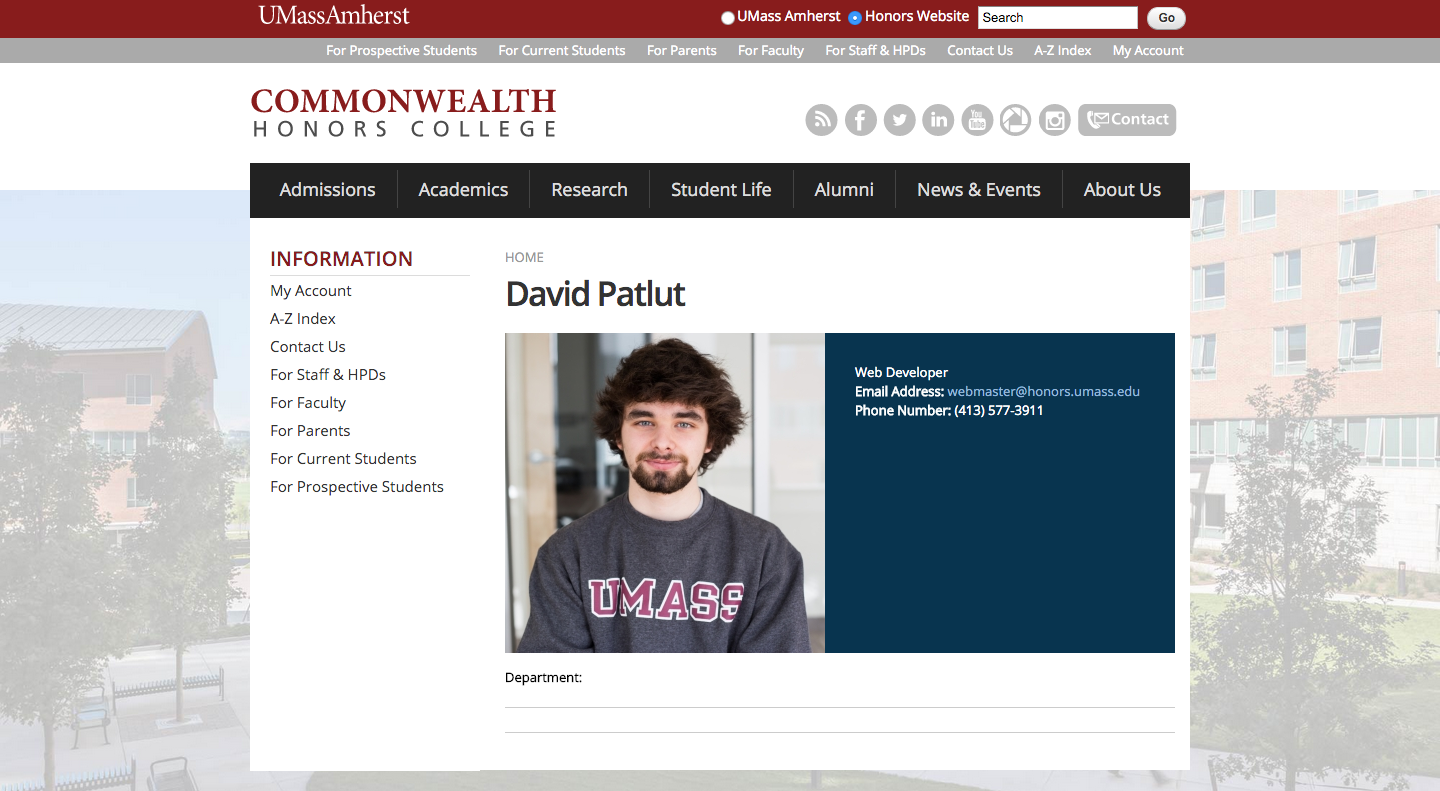 UMassAmherst
UMass Amherst Honors Website Search Go
For Prospective Students For Current Students For Parents For Faculty For Staff & HPDs Contact Us A-Z Index My Account
COMMONWEALTH
HONORS COLLEGE
You
Tube
in
Contact
Admissions Academics Research Student Life Alumni News & Events About Us
INFORMATION
My Account
A-Z Index
Contact Us
For Staff & HPDs
For Faculty
For Parents
For Current Students
For Prospective Students
HOME
David Patlut
Web Developer
Email Address: webmaster@honors.umass.edu
Phone Number: (413) 577-3911
UMASS
Department: